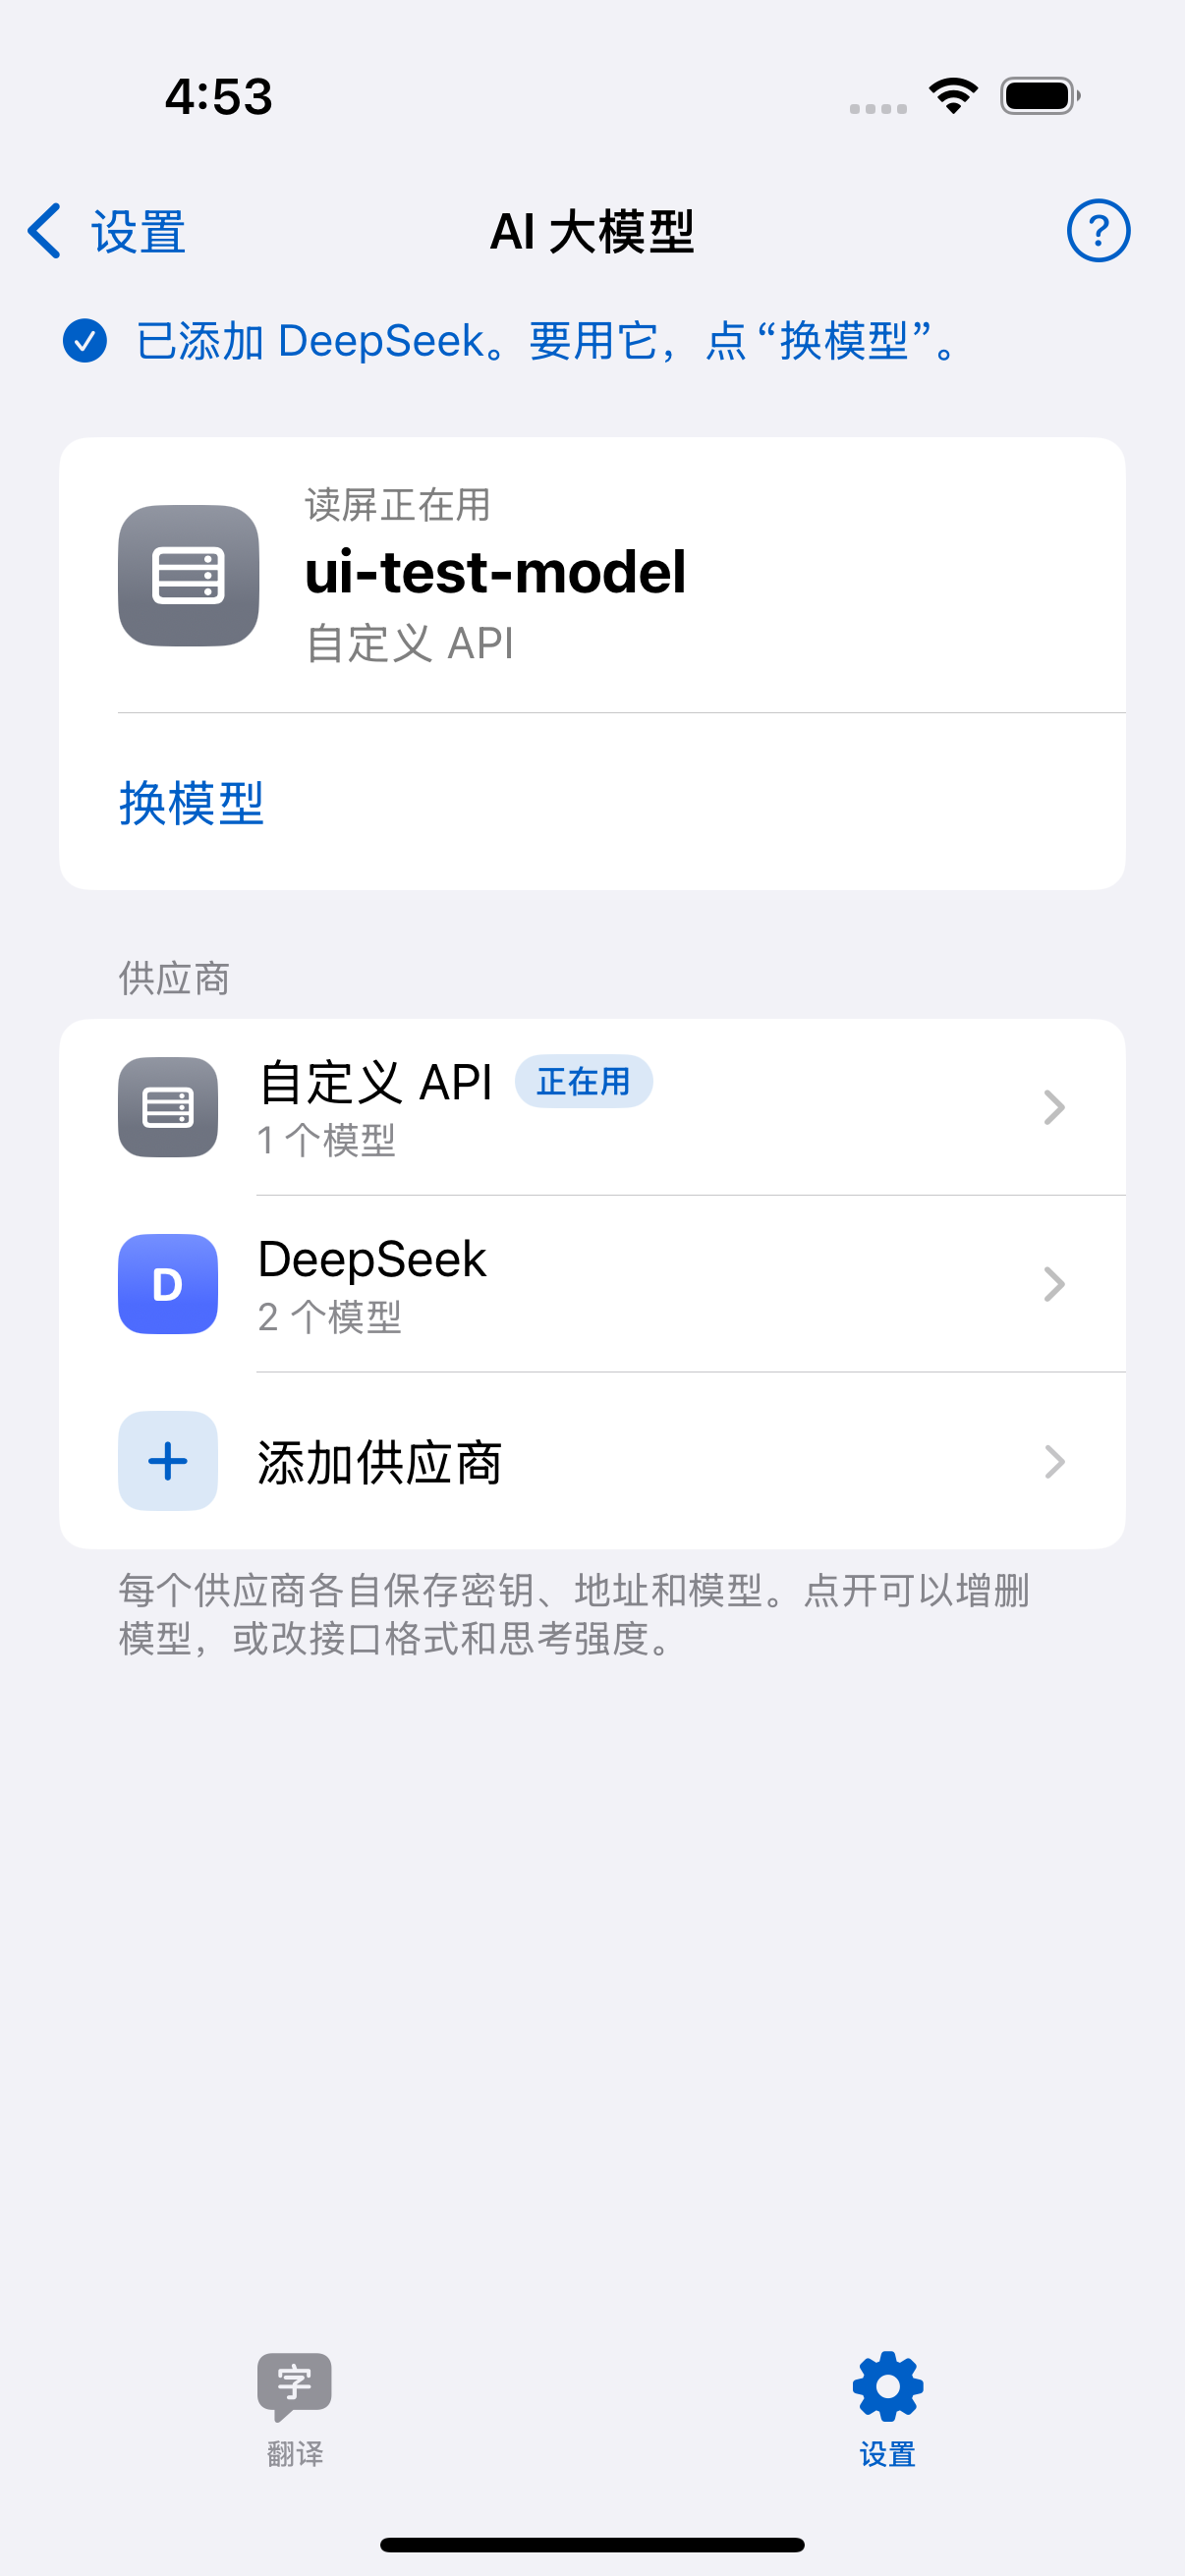 4:53
设置
AI 大模型
?
已添加 DeepSeek。要用它，点 “换模型”。
读屏正在用
ui-test-model
自定义 API
换模型
供应商
自定义 API
正在用
1 个模型
D
DeepSeek
2 个模型
添加供应商
每个供应商各自保存密钥、地址和模型。点开可以增删
模型，或改接口格式和思考强度。
字
翻译
设置